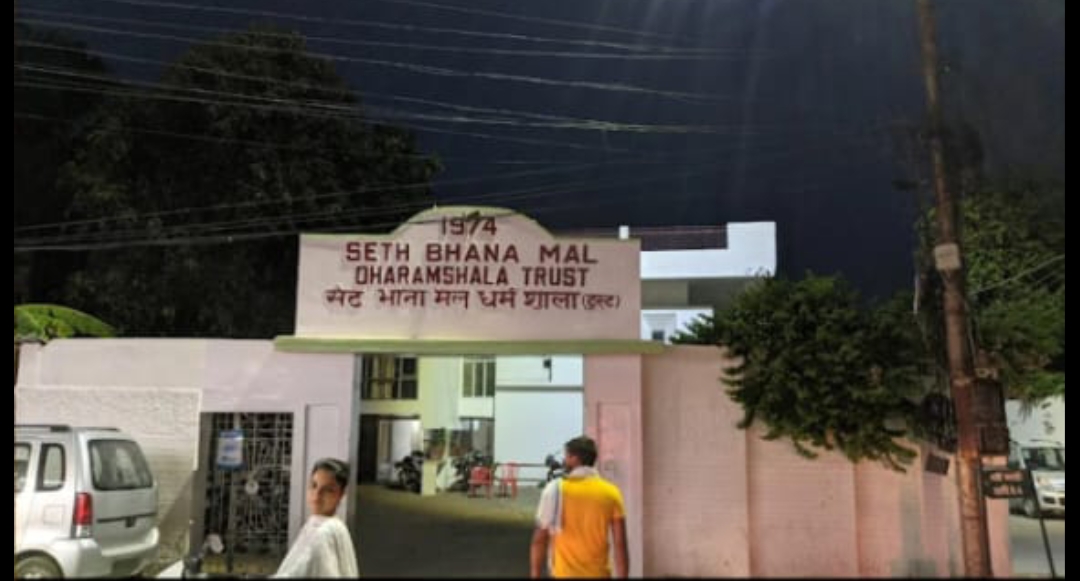 1974
SETH BHANA MAL
DHARAMSHALA TRUST
सेट भाना मल धर्म शाला (ट्रस्ट)